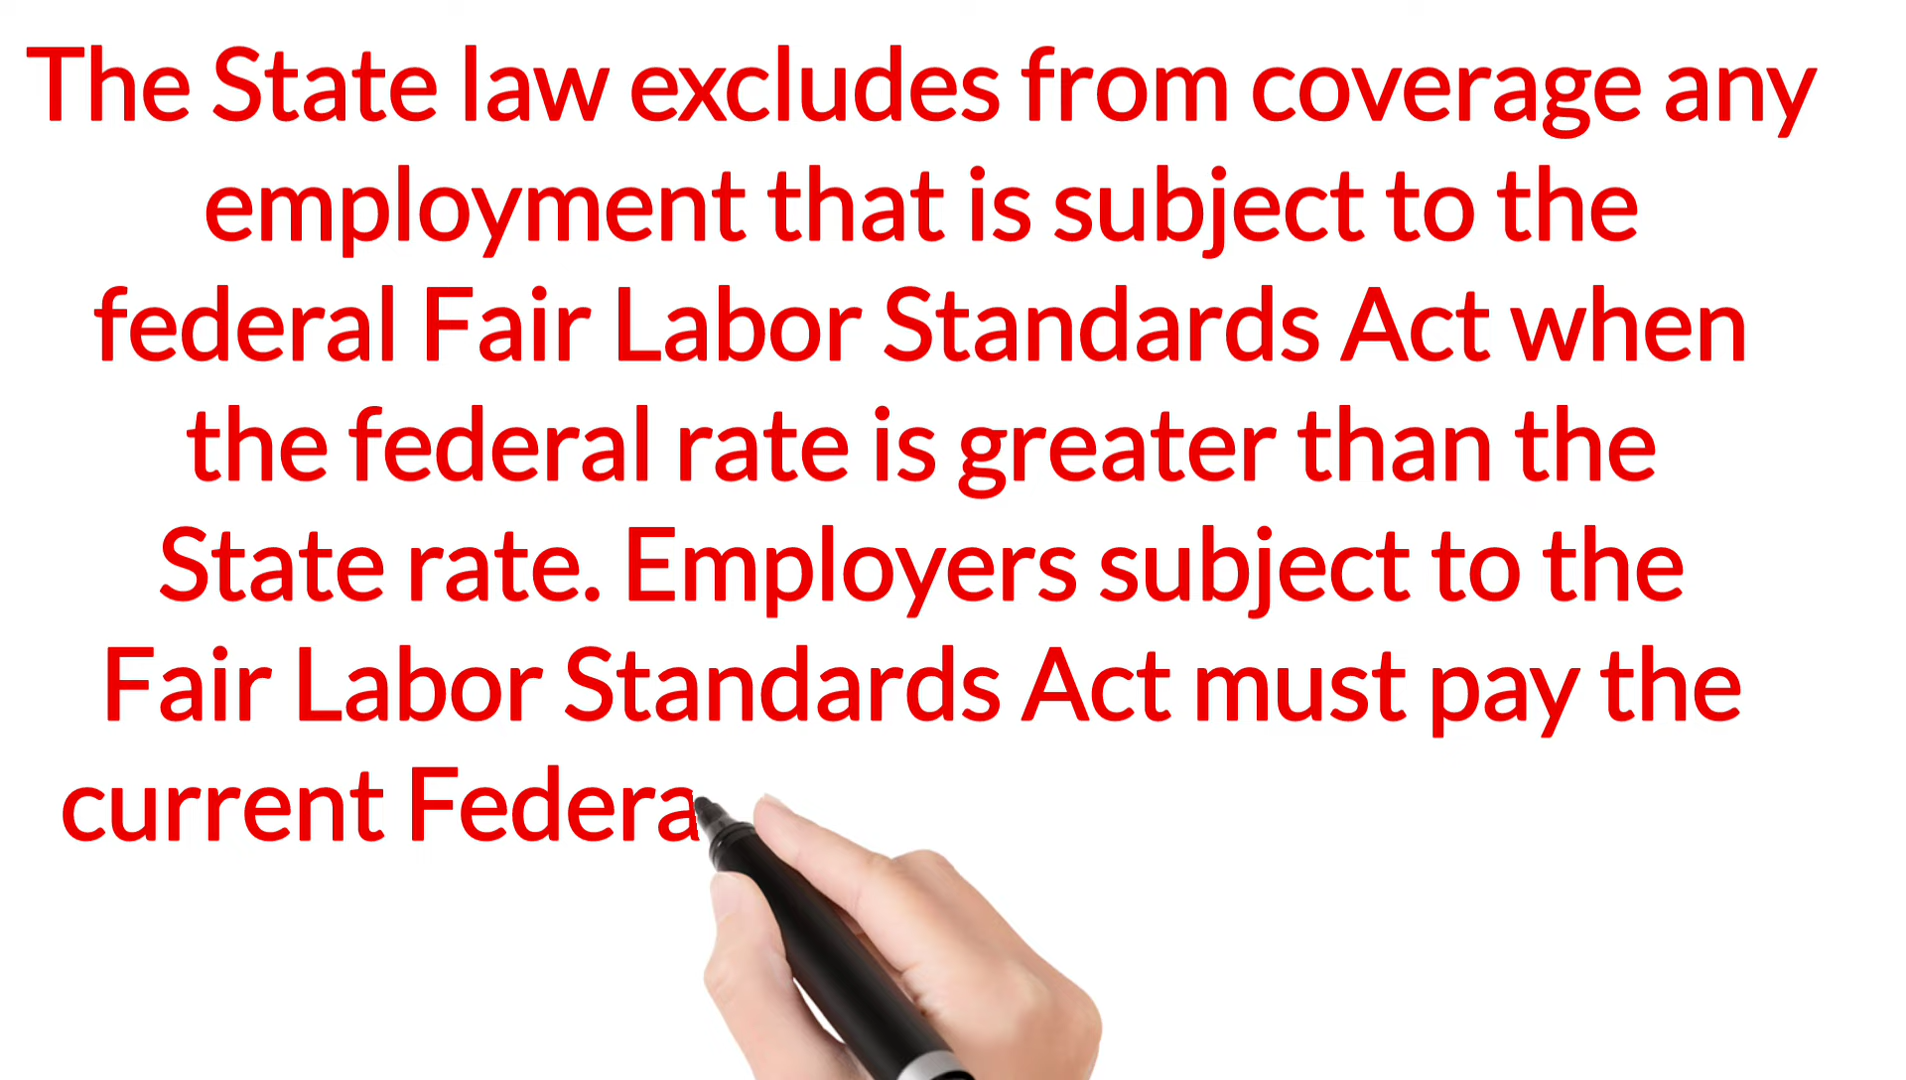 The State law excludes from coverage any
employment that is subject to the
federal Fair Labor Standards Act when
the federal rate is greater than the
State rate. Employers subject to the
Fair Labor Standards Act must pay the
current Federa